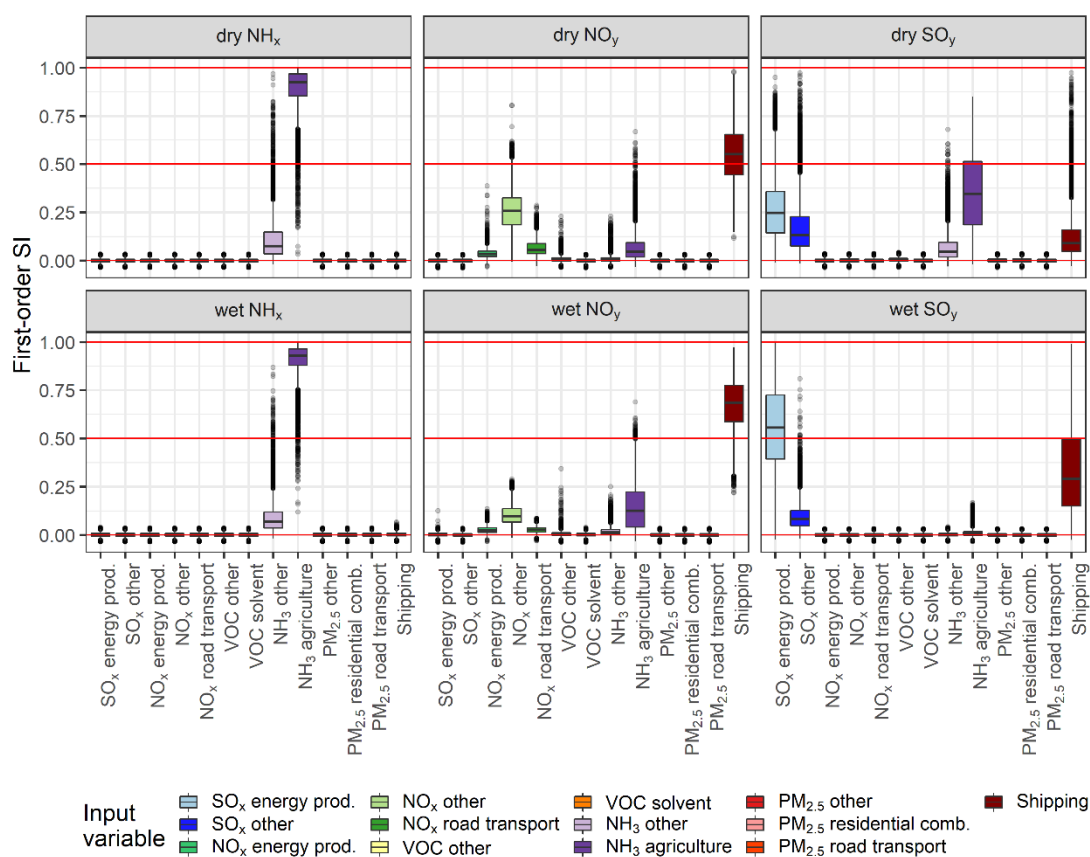 dry NHₓ
dry NOᵧ
dry SOᵧ
First-order SI
1.00
0.75
0.50
0.25
0.00
wet NHₓ
wet NOᵧ
wet SOᵧ
1.00
0.75
0.50
0.25
0.00
SOₓ energy prod.
SOₓ other
NOₓ energy prod.
NOₓ other
NOₓ road transport
VOC other
VOC solvent
NH₃ other
NH₃ agriculture
PM₂.₅ other
PM₂.₅ residential comb.
PM₂.₅ road transport
Shipping
SOₓ energy prod.
SOₓ other
NOₓ energy prod.
NOₓ other
NOₓ road transport
VOC other
VOC solvent
NH₃ other
NH₃ agriculture
PM₂.₅ other
PM₂.₅ residential comb.
PM₂.₅ road transport
Shipping
SOₓ energy prod.
SOₓ other
NOₓ energy prod.
NOₓ other
NOₓ road transport
VOC other
VOC solvent
NH₃ other
NH₃ agriculture
PM₂.₅ other
PM₂.₅ residential comb.
PM₂.₅ road transport
Shipping
Input
variable
SOₓ energy prod.
SOₓ other
NOₓ energy prod.
NOₓ other
NOₓ road transport
VOC other
VOC solvent
NH₃ other
NH₃ agriculture
PM₂.₅ other
PM₂.₅ residential comb.
PM₂.₅ road transport
Shipping